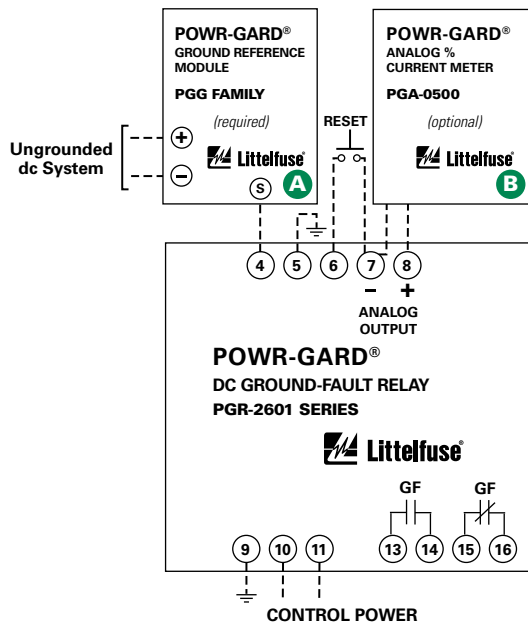 POWR-GARD®
GROUND REFERENCE
MODULE
PGG FAMILY
(required)
Littelfuse®
A
+
−
S
Ungrounded
dc System
RESET
POWR-GARD®
ANALOG %
CURRENT METER
PGA-0500
(optional)
Littelfuse®
B
4 5 6 7 8
− +
ANALOG
OUTPUT
POWR-GARD®
DC GROUND-FAULT RELAY
PGR-2601 SERIES
Littelfuse®
GF GF
9 10 11 13 14 15 16
CONTROL POWER